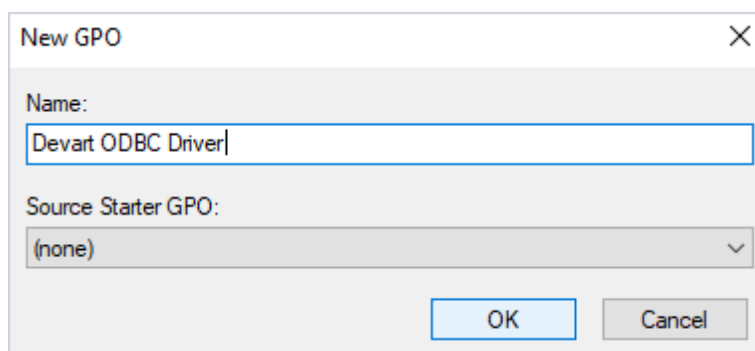 New GPO
Name:
Devart ODBC Driver
Source Starter GPO:
(none)
OK Cancel